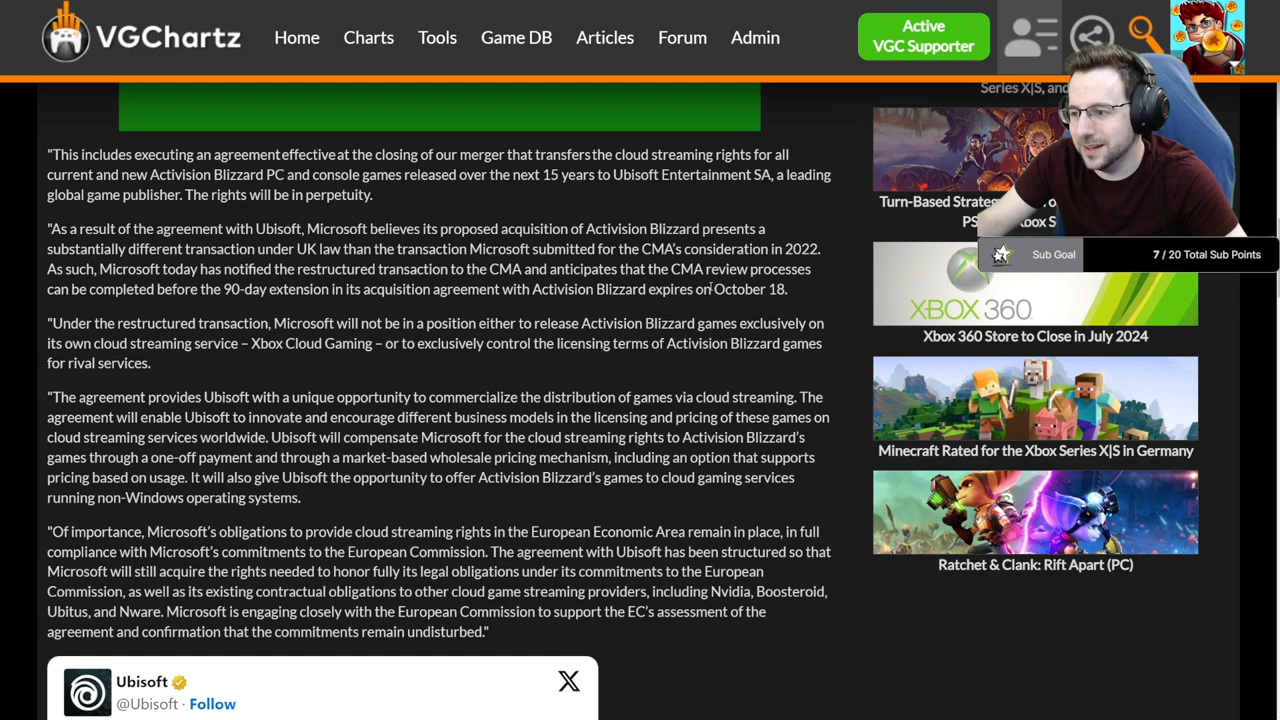 VGChartz
Home Charts Tools Game DB Articles Forum Admin
Active
VGC Supporter
"This includes executing an agreement effective at the closing of our merger that transfers the cloud streaming rights for all
current and new Activision Blizzard PC and console games released over the next 15 years to Ubisoft Entertainment SA, a leading
global game publisher. The rights will be in perpetuity.
"As a result of the agreement with Ubisoft, Microsoft believes its proposed acquisition of Activision Blizzard presents a
substantially different transaction under UK law than the transaction Microsoft submitted for the CMA's consideration in 2022.
As such, Microsoft today has notified the restructured transaction to the CMA and anticipates that the CMA review processes
can be completed before the 90-day extension in its acquisition agreement with Activision Blizzard expires on October 18.
"Under the restructured transaction, Microsoft will not be in a position either to release Activision Blizzard games exclusively on
its own cloud streaming service – Xbox Cloud Gaming – or to exclusively control the licensing terms of Activision Blizzard games
for rival services.
"The agreement provides Ubisoft with a unique opportunity to commercialize the distribution of games via cloud streaming. The
agreement will enable Ubisoft to innovate and encourage different business models in the licensing and pricing of these games on
cloud streaming services worldwide. Ubisoft will compensate Microsoft for the cloud streaming rights to Activision Blizzard's
games through a one-off payment and through a market-based wholesale pricing mechanism, including an option that supports
pricing based on usage. It will also give Ubisoft the opportunity to offer Activision Blizzard's games to cloud gaming services
running non-Windows operating systems.
"Of importance, Microsoft's obligations to provide cloud streaming rights in the European Economic Area remain in place, in full
compliance with Microsoft's commitments to the European Commission. The agreement with Ubisoft has been structured so that
Microsoft will still acquire the rights needed to honor fully its legal obligations under its commitments to the European
Commission, as well as its existing contractual obligations to other cloud game streaming providers, including Nvidia, Boosteroid,
Ubitus, and Nware. Microsoft is engaging closely with the European Commission to support the EC's assessment of the
agreement and confirmation that the commitments remain undisturbed."
Ubisoft
@Ubisoft · Follow
Series X|S, and
Turn-Based
Sub Goal 7 / 20 Total Sub Points
XBOX 360
Xbox 360 Store to Close in July 2024
Minecraft Rated for the Xbox Series X|S in Germany
Ratchet & Clank: Rift Apart (PC)